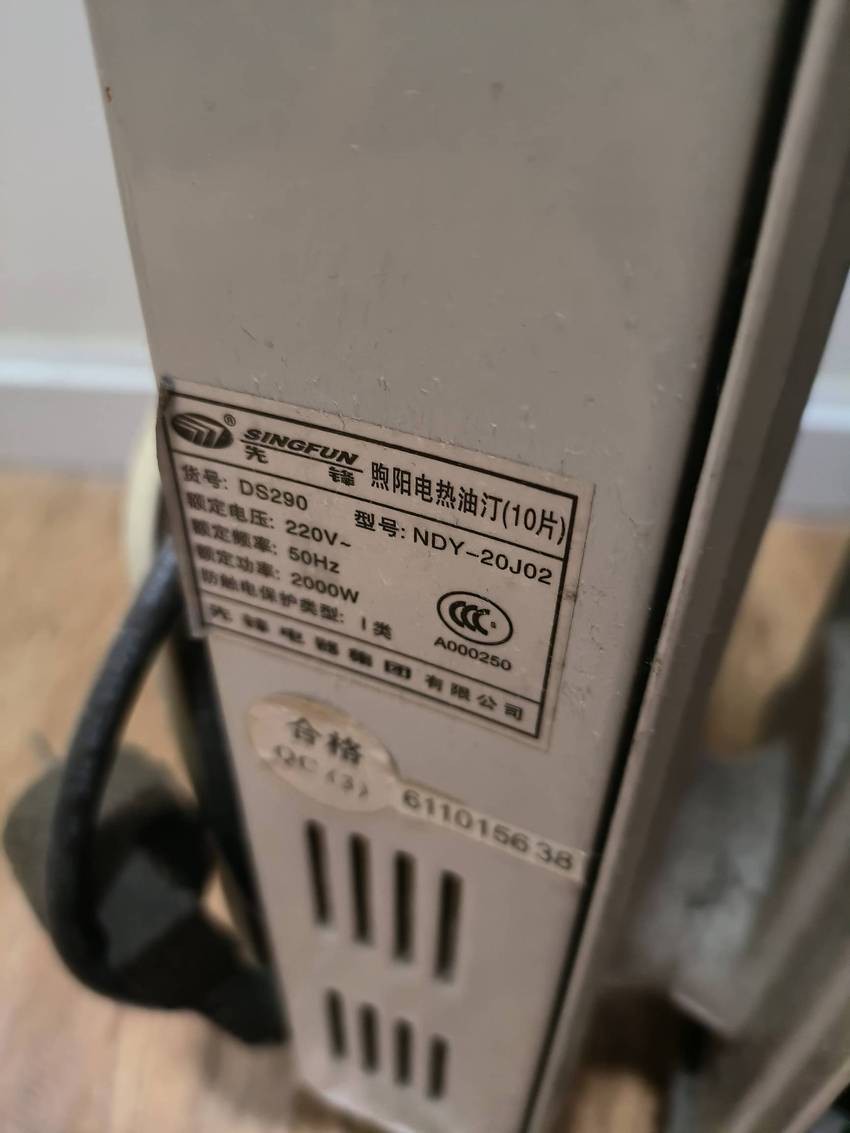 ®
SINGFUN
先锋 煦阳电热油汀(10片)
货号: DS290 型号: NDY-20J02
额定电压: 220V~
额定频率: 50Hz
额定功率: 2000W
防触电保护类型: I类
CCC
A000250
先锋电器集团有限公司
合格
QC(3)
611015638